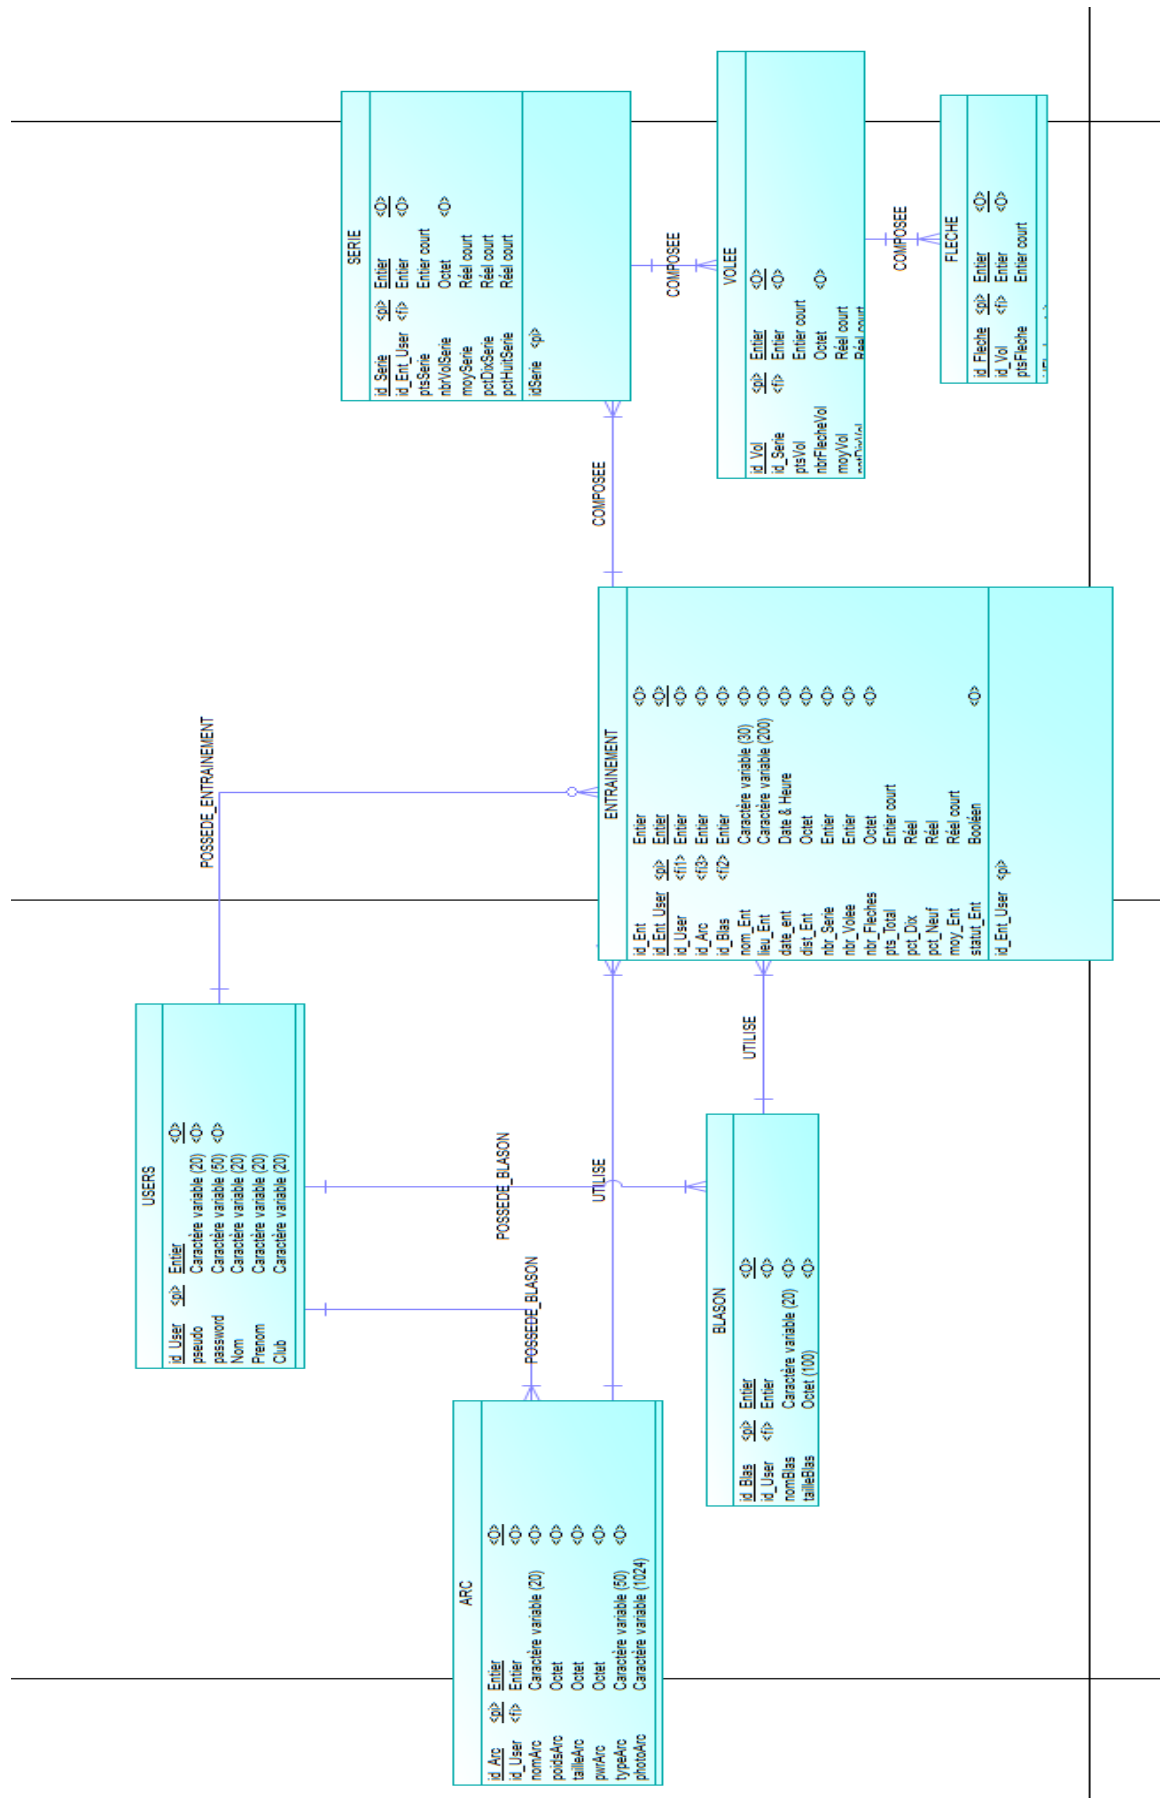 ARC
id_Arc <pi> Entier <O>
id_User <fi> Entier <O>
nomArc Caractère variable (20) <O>
poidsArc Octet <O>
tailleArc Octet <O>
pwrArc Octet <O>
typeArc Caractère variable (50) <O>
photoArc Caractère variable (1024)
USERS
id_User <pi> Entier <O>
pseudo Caractère variable (20) <O>
password Caractère variable (50) <O>
Nom Caractère variable (20)
Prenom Caractère variable (20)
Club Caractère variable (20)
POSSEDE_BLASON
POSSEDE_BLASON
UTILISE
BLASON
id_Blas <pi> Entier <O>
id_User <fi> Entier <O>
nomBlas Caractère variable (20) <O>
tailleBlas Octet (100) <O>
UTILISE
POSSEDE_ENTRAINEMENT
ENTRAINEMENT
id_Ent Entier <O>
id_Ent_User <pi> Entier <O>
id_User <fi1> Entier <O>
id_Arc <fi3> Entier <O>
id_Blas <fi2> Entier <O>
nom_Ent Caractère variable (30) <O>
lieu_Ent Caractère variable (200) <O>
date_ent Date & Heure <O>
dist_Ent Octet <O>
nbr_Serie Entier <O>
nbr_Volee Entier <O>
nbr_Fleches Octet <O>
pts_Total Entier court
pct_Dix Réel
pct_Neuf Réel
moy_Ent Réel court
statut_Ent Booléen <O>
id_Ent_User <pi>
COMPOSEE
SERIE
id_Serie <pi> Entier <O>
id_Ent_User <fi> Entier <O>
ptsSerie Entier court
nbrVolSerie Octet <O>
moySerie Réel court
pctDixSerie Réel court
pctHuitSerie Réel court
idSerie <pi>
COMPOSEE
VOLEE
id_Vol <pi> Entier <O>
id_Serie <fi> Entier <O>
ptsVol Entier court
nbrFlecheVol Octet <O>
moyVol Réel court
pctDixVol Réel court
COMPOSEE
FLECHE
id_Fleche <pi> Entier <O>
id_Vol <fi> Entier <O>
ptsFleche Entier court